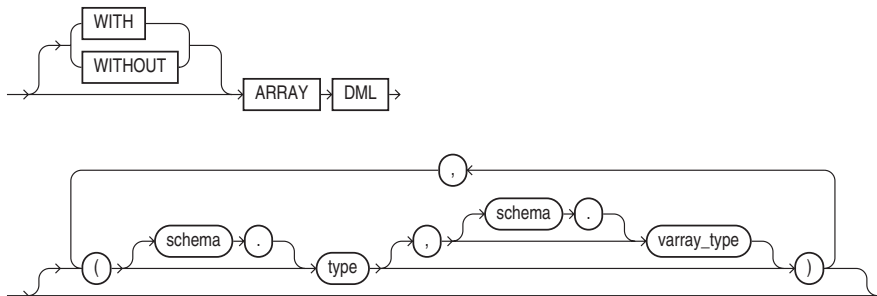 WITH
WITHOUT
ARRAY DML
,
schema .
schema . , varray_type
( type )